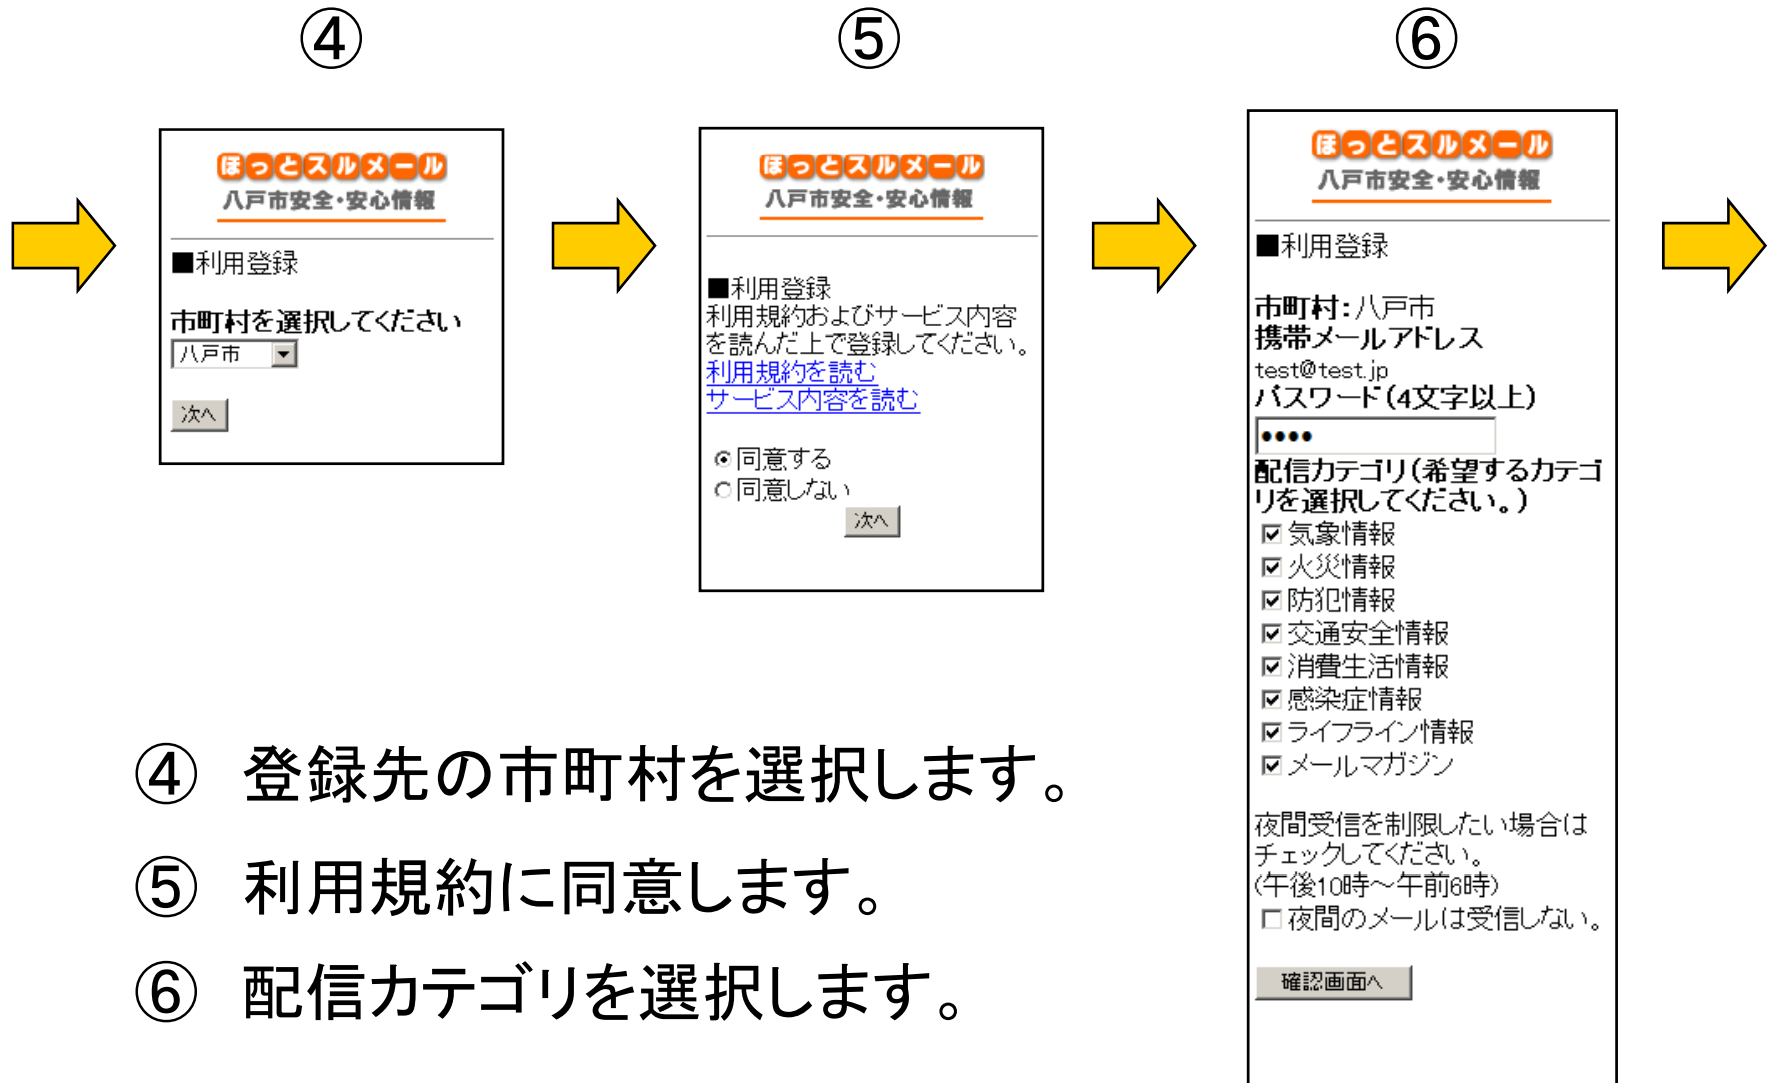 ④
⑤
⑥
ほっとスルメール
八戸市安全・安心情報
■利用登録
市町村を選択してください
八戸市
次へ
ほっとスルメール
八戸市安全・安心情報
■利用登録
利用規約およびサービス内容
を読んだ上で登録してください。
利用規約を読む
サービス内容を読む
同意する
同意しない
次へ
ほっとスルメール
八戸市安全・安心情報
■利用登録
市町村:八戸市
携帯メールアドレス
test@test.jp
パスワード(4文字以上)
••••
配信カテゴリ(希望するカテゴ
リを選択してください。)
気象情報
火災情報
防犯情報
交通安全情報
消費生活情報
感染症情報
ライフライン情報
メールマガジン
夜間受信を制限したい場合は
チェックしてください。
(午後10時～午前6時)
夜間のメールは受信しない。
確認画面へ
④ 登録先の市町村を選択します。
⑤ 利用規約に同意します。
⑥ 配信カテゴリを選択します。